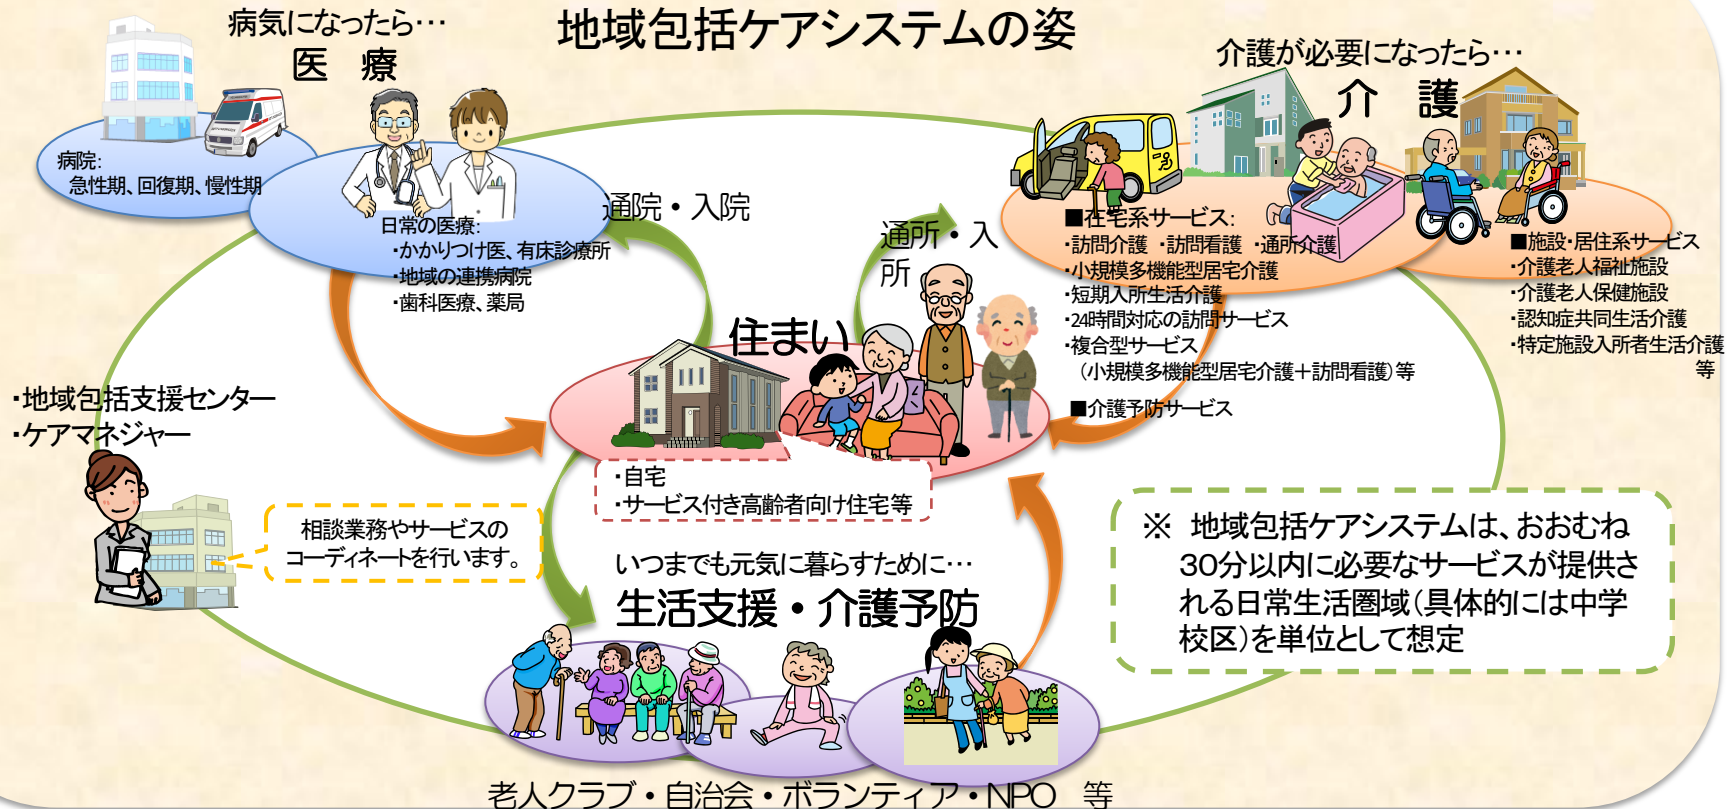 地域包括ケアシステムの姿
病気になったら…
医　療
病院:
急性期、回復期、慢性期
日常の医療:
・かかりつけ医、有床診療所
・地域の連携病院
・歯科医療、薬局
通院・入院
通所・入
所
介護が必要になったら…
介　護
■在宅系サービス:
・訪問介護 ・訪問看護 ・通所介護
・小規模多機能型居宅介護
・短期入所生活介護
・24時間対応の訪問サービス
・複合型サービス
（小規模多機能型居宅介護＋訪問看護）等
■介護予防サービス
■施設・居住系サービス
・介護老人福祉施設
・介護老人保健施設
・認知症共同生活介護
・特定施設入所者生活介護
等
住まい
・自宅
・サービス付き高齢者向け住宅等
・地域包括支援センター
・ケアマネジャー
相談業務やサービスの
コーディネートを行います。
いつまでも元気に暮らすために…
生活支援・介護予防
老人クラブ・自治会・ボランティア・NPO　等
※　地域包括ケアシステムは、おおむね
30分以内に必要なサービスが提供さ
れる日常生活圏域（具体的には中学
校区）を単位として想定